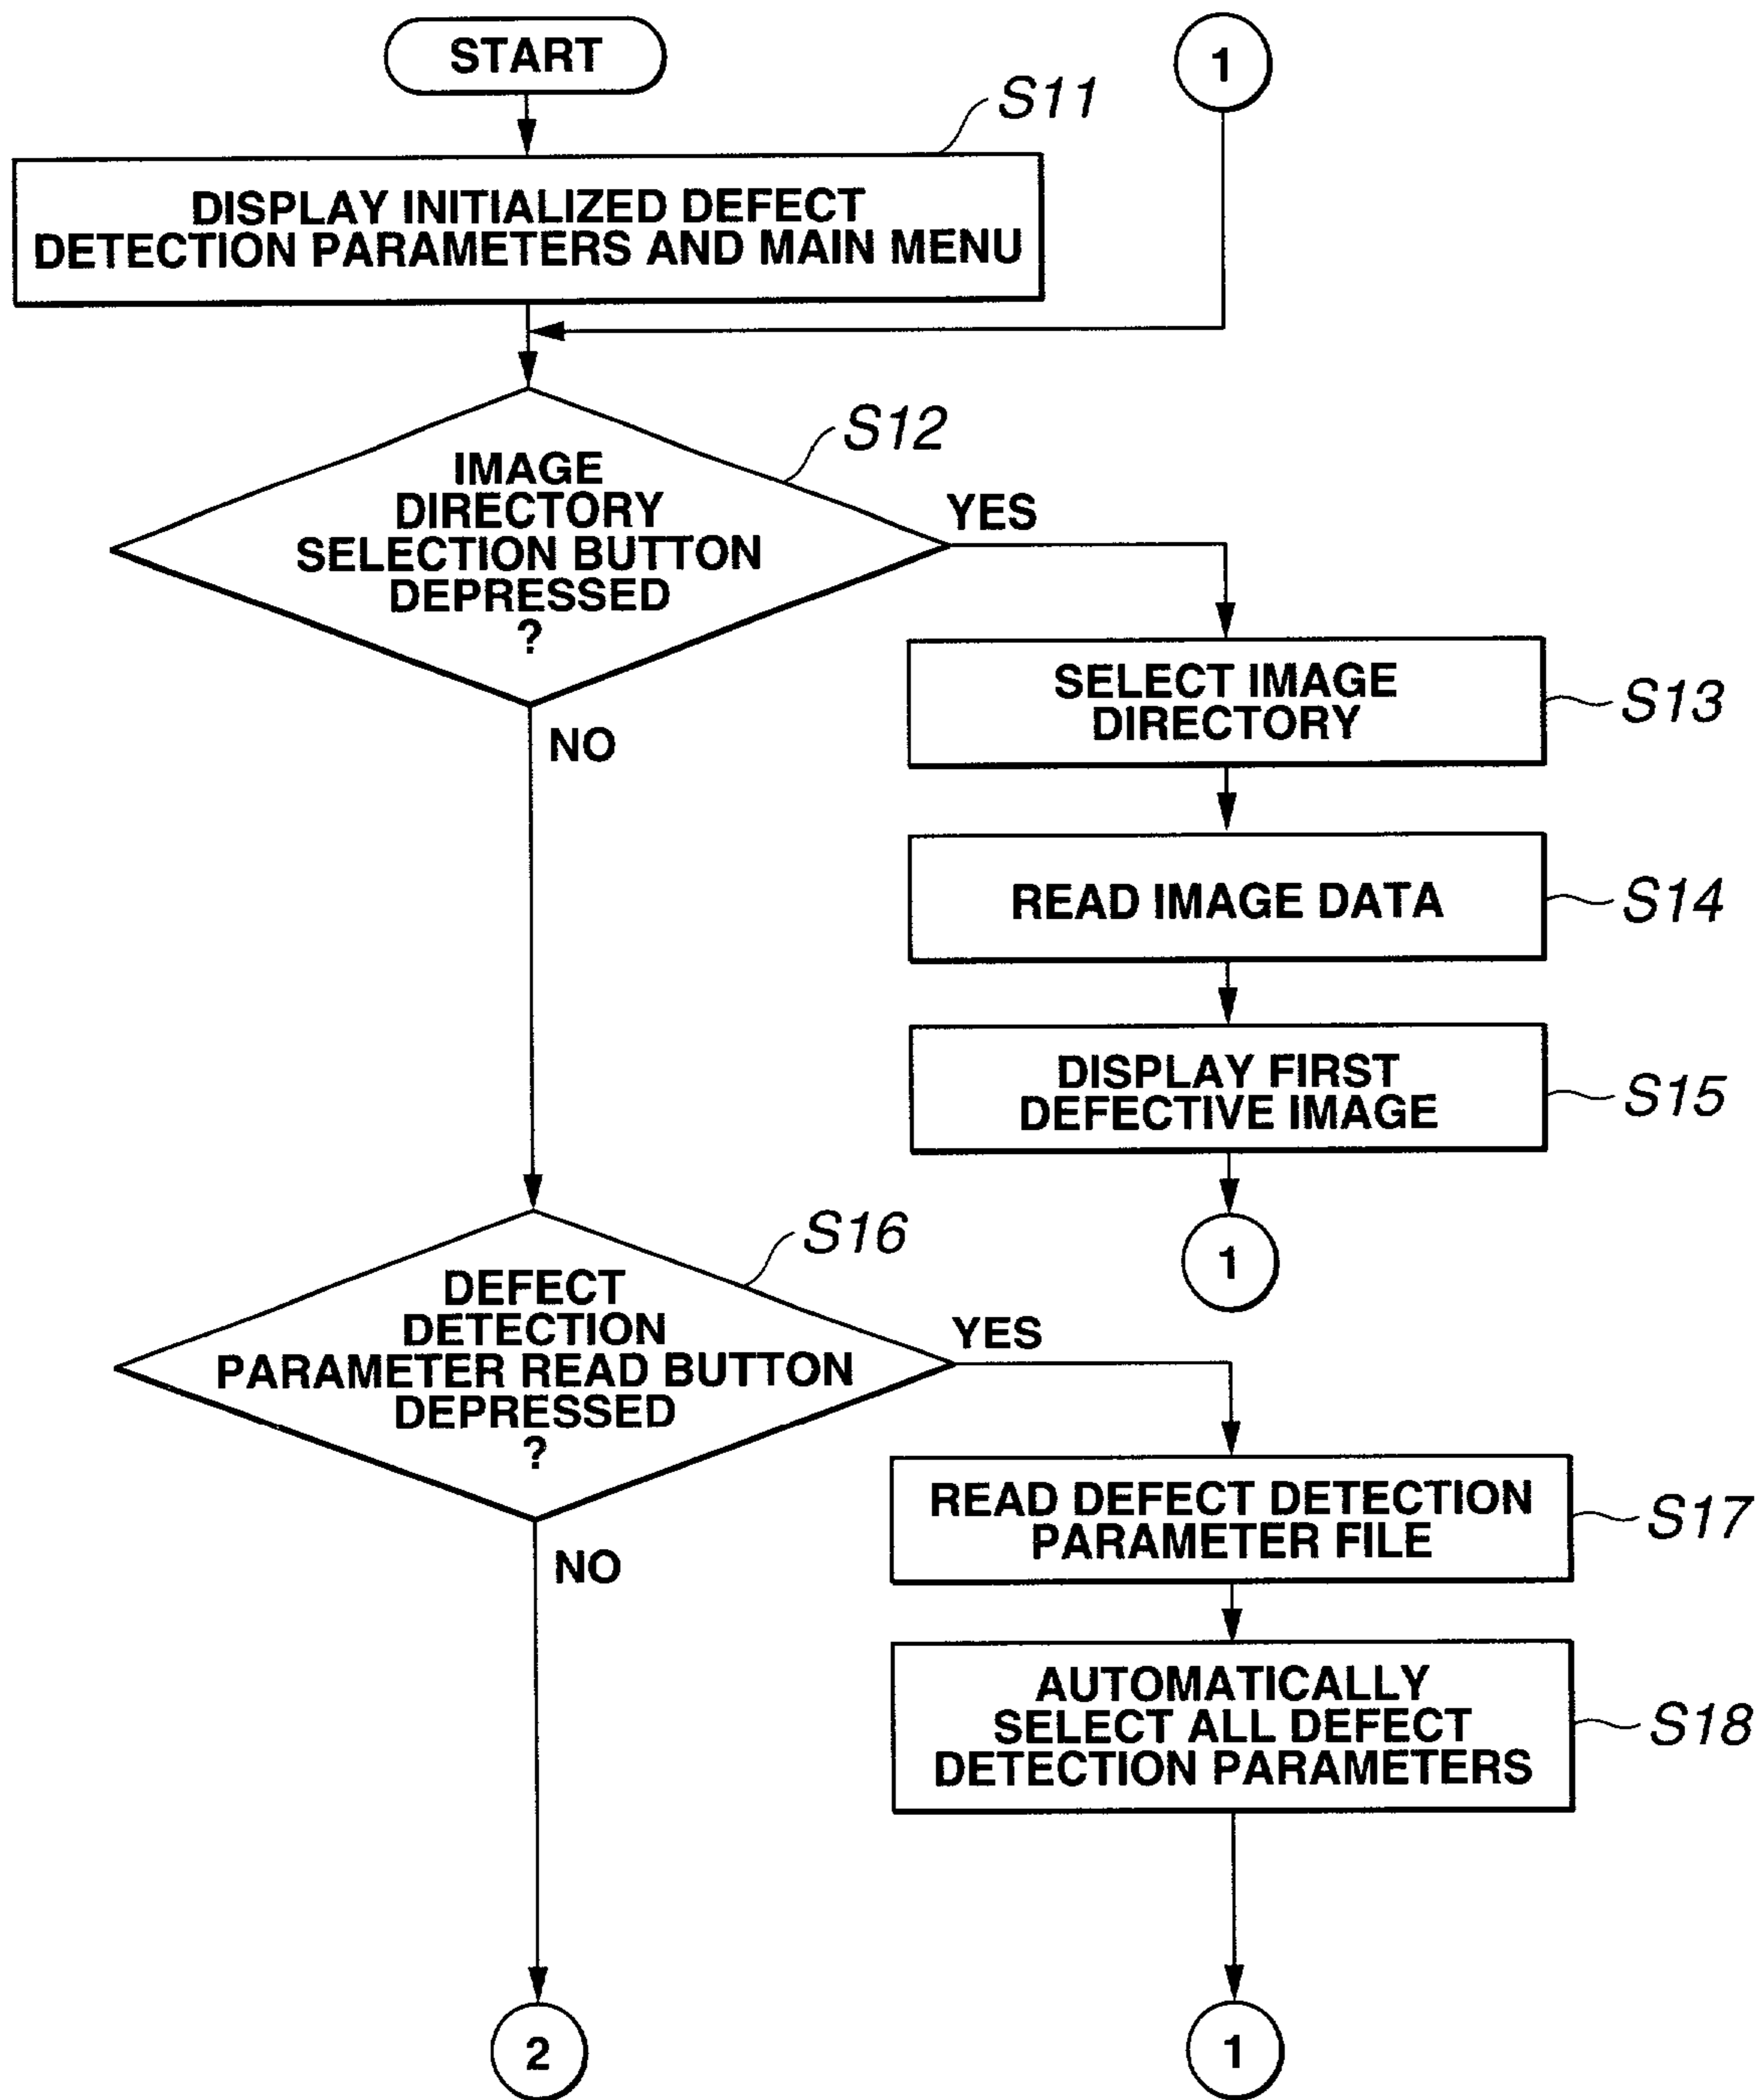 START
1
S11
DISPLAY INITIALIZED DEFECT
DETECTION PARAMETERS AND MAIN MENU
S12
IMAGE
DIRECTORY
SELECTION BUTTON
DEPRESSED
?
YES
NO
SELECT IMAGE
DIRECTORY
S13
READ IMAGE DATA
S14
DISPLAY FIRST
DEFECTIVE IMAGE
S15
1
S16
DEFECT
DETECTION
PARAMETER READ BUTTON
DEPRESSED
?
YES
NO
READ DEFECT DETECTION
PARAMETER FILE
S17
AUTOMATICALLY
SELECT ALL DEFECT
DETECTION PARAMETERS
S18
2
1